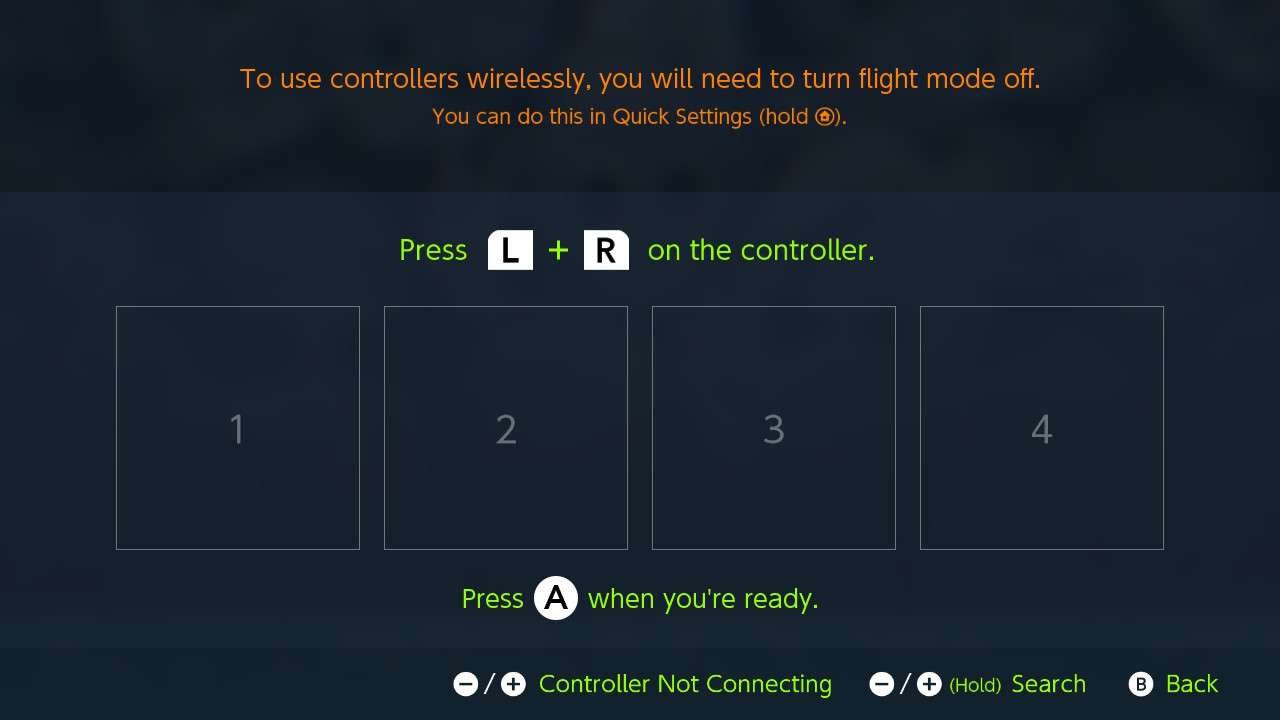 To use controllers wirelessly, you will need to turn flight mode off.
You can do this in Quick Settings (hold ).
Press L + R on the controller.
1 2 3 4
Press A when you're ready.
−/+ Controller Not Connecting −/+ (Hold) Search B Back